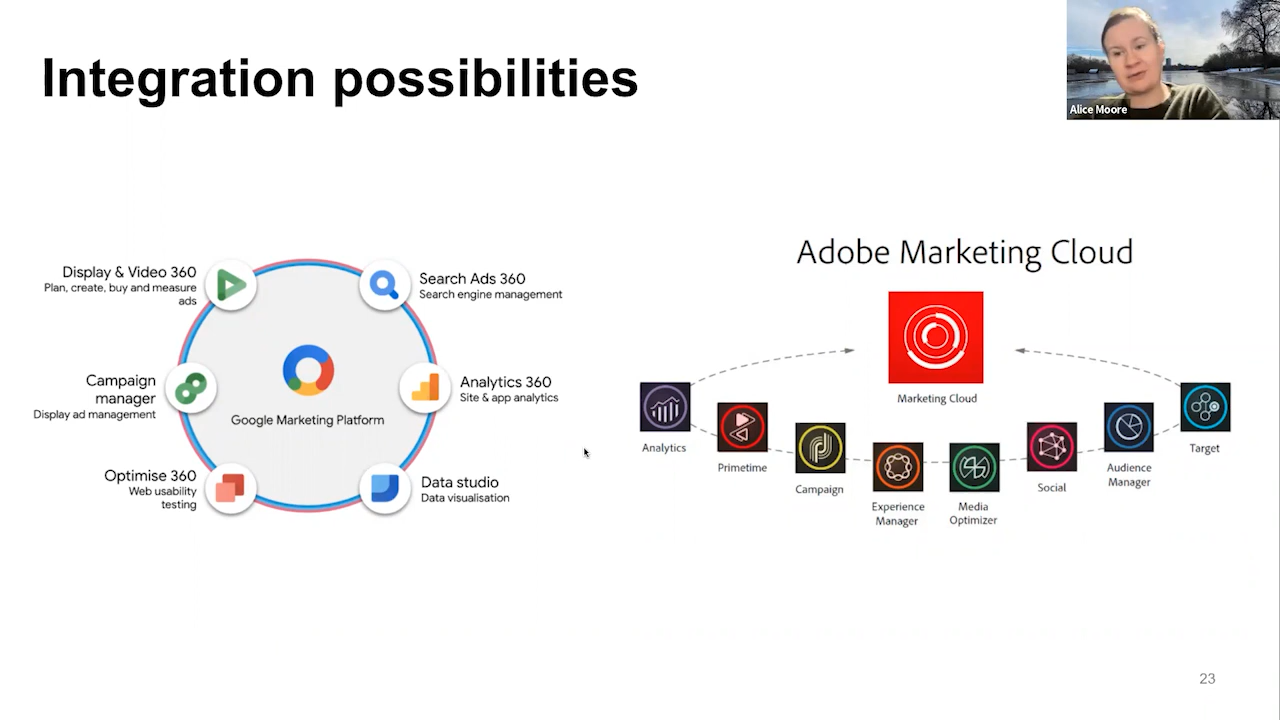 Integration possibilities
Alice Moore
Display & Video 360
Plan, create, buy and measure
ads
Search Ads 360
Search engine management
Campaign
manager
Display ad management
Google Marketing Platform
Analytics 360
Site & app analytics
Optimise 360
Web usability
testing
Data studio
Data visualisation
Adobe Marketing Cloud
Marketing Cloud
Analytics
Primetime
Campaign
Experience
Manager
Media
Optimizer
Social
Audience
Manager
Target
23